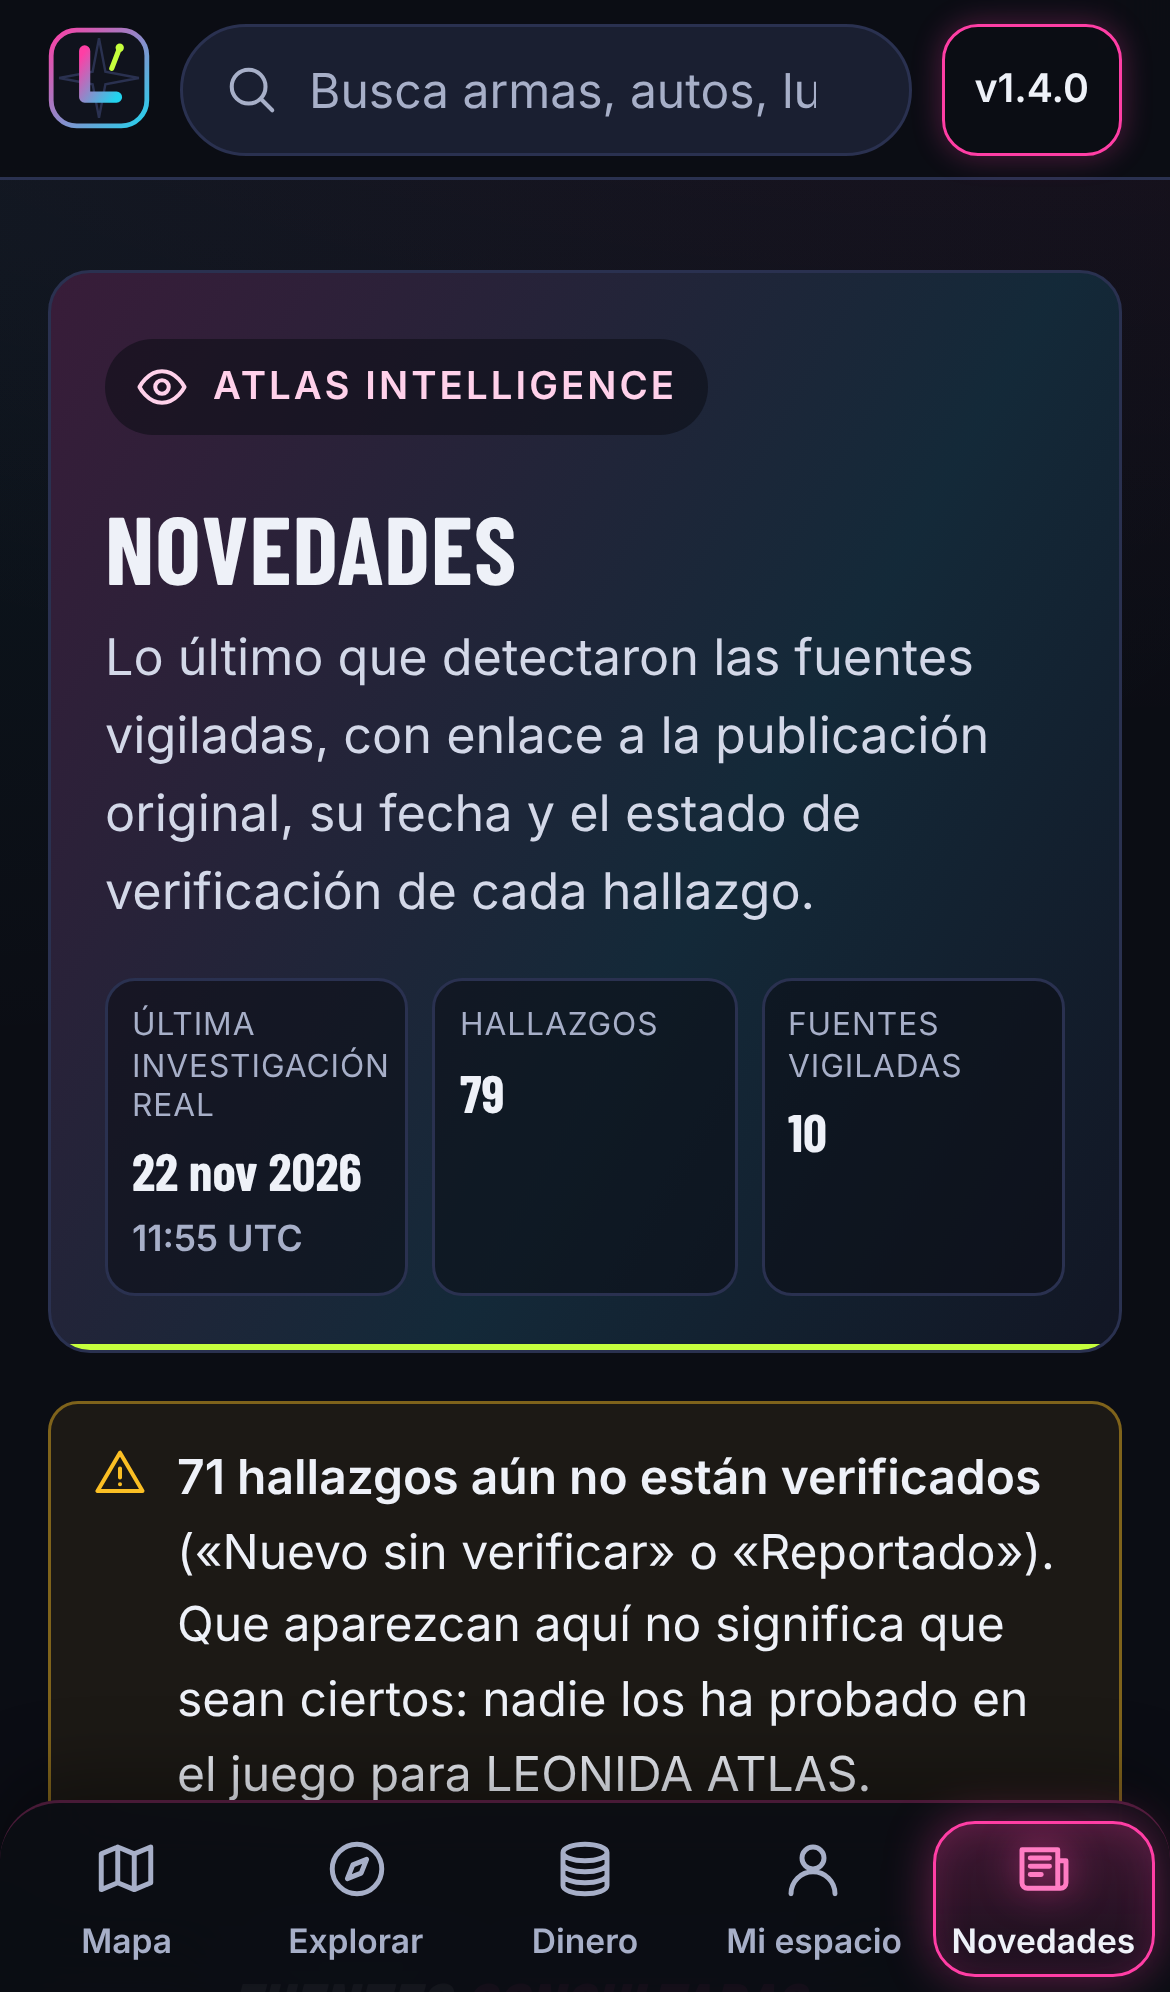 Busca armas, autos, lu
v1.4.0
ATLAS INTELLIGENCE
NOVEDADES
Lo último que detectaron las fuentes
vigiladas, con enlace a la publicación
original, su fecha y el estado de
verificación de cada hallazgo.
ÚLTIMA
INVESTIGACIÓN
REAL
22 nov 2026
11:55 UTC
HALLAZGOS
79
FUENTES
VIGILADAS
10
71 hallazgos aún no están verificados
(«Nuevo sin verificar» o «Reportado»).
Que aparezcan aquí no significa que
sean ciertos: nadie los ha probado en
el juego para LEONIDA ATLAS.
Mapa
Explorar
Dinero
Mi espacio
Novedades